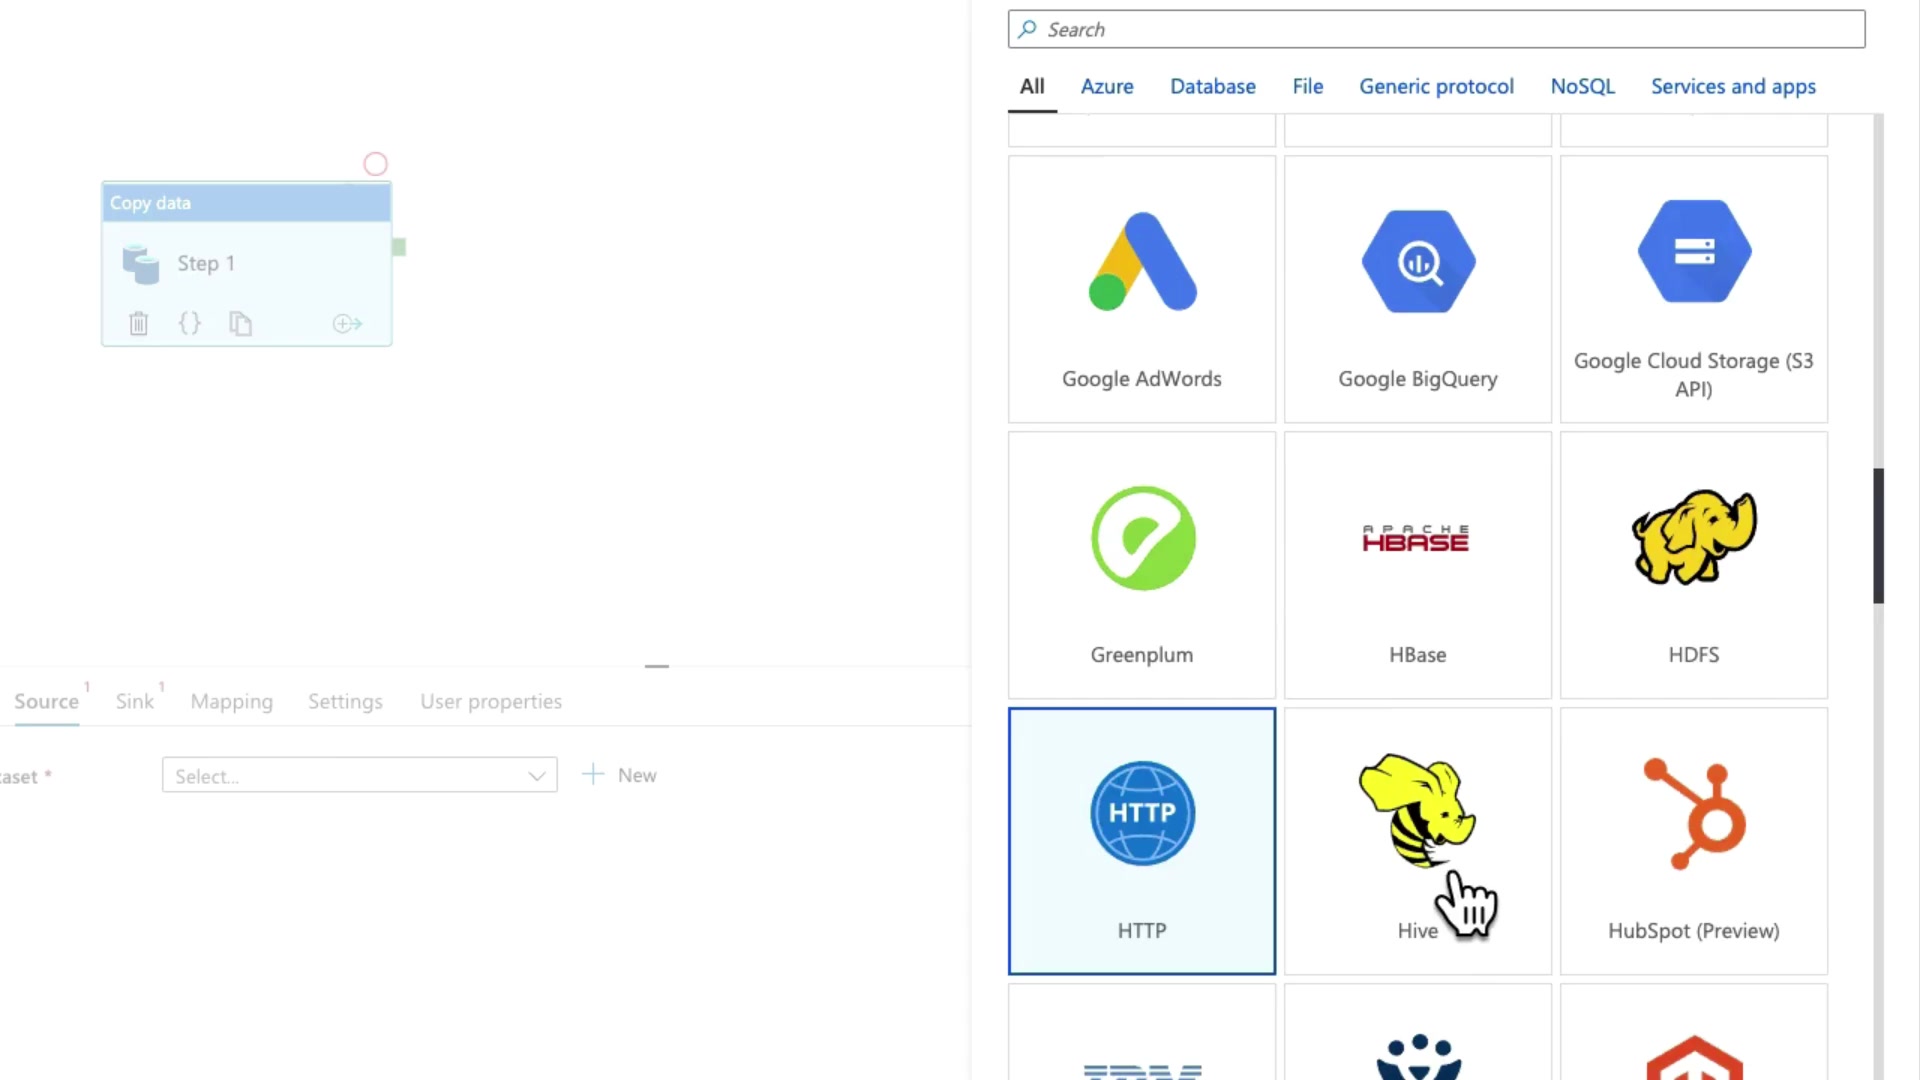 Search
All Azure Database File Generic protocol NoSQL Services and apps
Copy data
Step 1
Google AdWords
Google BigQuery
Google Cloud Storage (S3
API)
Greenplum
APACHE
HBASE
HBase
HDFS
Source 1 Sink 1 Mapping Settings User properties
taset *
Select...
New
HTTP
HTTP
Hive
HubSpot (Preview)